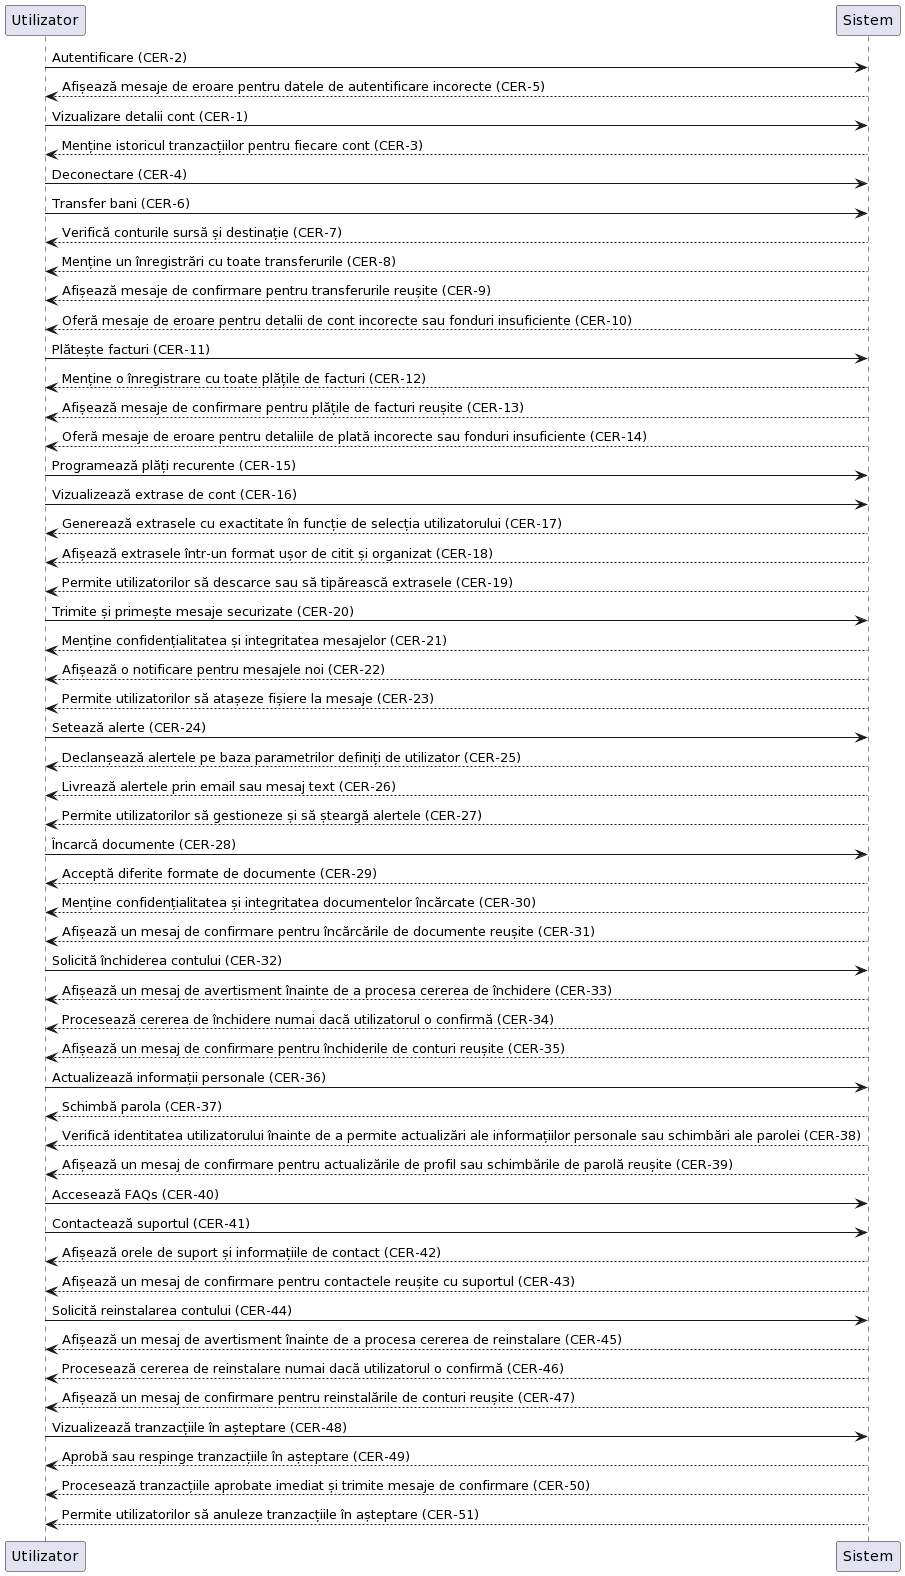 Utilizator Sistem
Autentificare (CER-2)
Afișează mesaje de eroare pentru datele de autentificare incorecte (CER-5)
Vizualizare detalii cont (CER-1)
Menține istoricul tranzacțiilor pentru fiecare cont (CER-3)
Deconectare (CER-4)
Transfer bani (CER-6)
Verifică conturile sursă și destinație (CER-7)
Menține un înregistrări cu toate transferurile (CER-8)
Afișează mesaje de confirmare pentru transferurile reușite (CER-9)
Oferă mesaje de eroare pentru detalii de cont incorecte sau fonduri insuficiente (CER-10)
Plătește facturi (CER-11)
Menține o înregistrare cu toate plățile de facturi (CER-12)
Afișează mesaje de confirmare pentru plățile de facturi reușite (CER-13)
Oferă mesaje de eroare pentru detaliile de plată incorecte sau fonduri insuficiente (CER-14)
Programează plăți recurente (CER-15)
Vizualizează extrase de cont (CER-16)
Generează extrasele cu exactitate în funcție de selecția utilizatorului (CER-17)
Afișează extrasele într-un format ușor de citit și organizat (CER-18)
Permite utilizatorilor să descarce sau să tipărească extrasele (CER-19)
Trimite și primește mesaje securizate (CER-20)
Menține confidențialitatea și integritatea mesajelor (CER-21)
Afișează o notificare pentru mesajele noi (CER-22)
Permite utilizatorilor să atașeze fișiere la mesaje (CER-23)
Setează alerte (CER-24)
Declanșează alertele pe baza parametrilor definiți de utilizator (CER-25)
Livrează alertele prin email sau mesaj text (CER-26)
Permite utilizatorilor să gestioneze și să șteargă alertele (CER-27)
Încarcă documente (CER-28)
Acceptă diferite formate de documente (CER-29)
Menține confidențialitatea și integritatea documentelor încărcate (CER-30)
Afișează un mesaj de confirmare pentru încărcările de documente reușite (CER-31)
Solicită închiderea contului (CER-32)
Afișează un mesaj de avertisment înainte de a procesa cererea de închidere (CER-33)
Procesează cererea de închidere numai dacă utilizatorul o confirmă (CER-34)
Afișează un mesaj de confirmare pentru închiderile de conturi reușite (CER-35)
Actualizează informații personale (CER-36)
Schimbă parola (CER-37)
Verifică identitatea utilizatorului înainte de a permite actualizări ale informațiilor personale sau schimbări ale parolei (CER-38)
Afișează un mesaj de confirmare pentru actualizările de profil sau schimbările de parolă reușite (CER-39)
Accesează FAQs (CER-40)
Contactează suportul (CER-41)
Afișează orele de suport și informațiile de contact (CER-42)
Afișează un mesaj de confirmare pentru contactele reușite cu suportul (CER-43)
Solicită reinstalarea contului (CER-44)
Afișează un mesaj de avertisment înainte de a procesa cererea de reinstalare (CER-45)
Procesează cererea de reinstalare numai dacă utilizatorul o confirmă (CER-46)
Afișează un mesaj de confirmare pentru reinstalările de conturi reușite (CER-47)
Vizualizează tranzacțiile în așteptare (CER-48)
Aprobă sau respinge tranzacțiile în așteptare (CER-49)
Procesează tranzacțiile aprobate imediat și trimite mesaje de confirmare (CER-50)
Permite utilizatorilor să anuleze tranzacțiile în așteptare (CER-51)
Utilizator Sistem